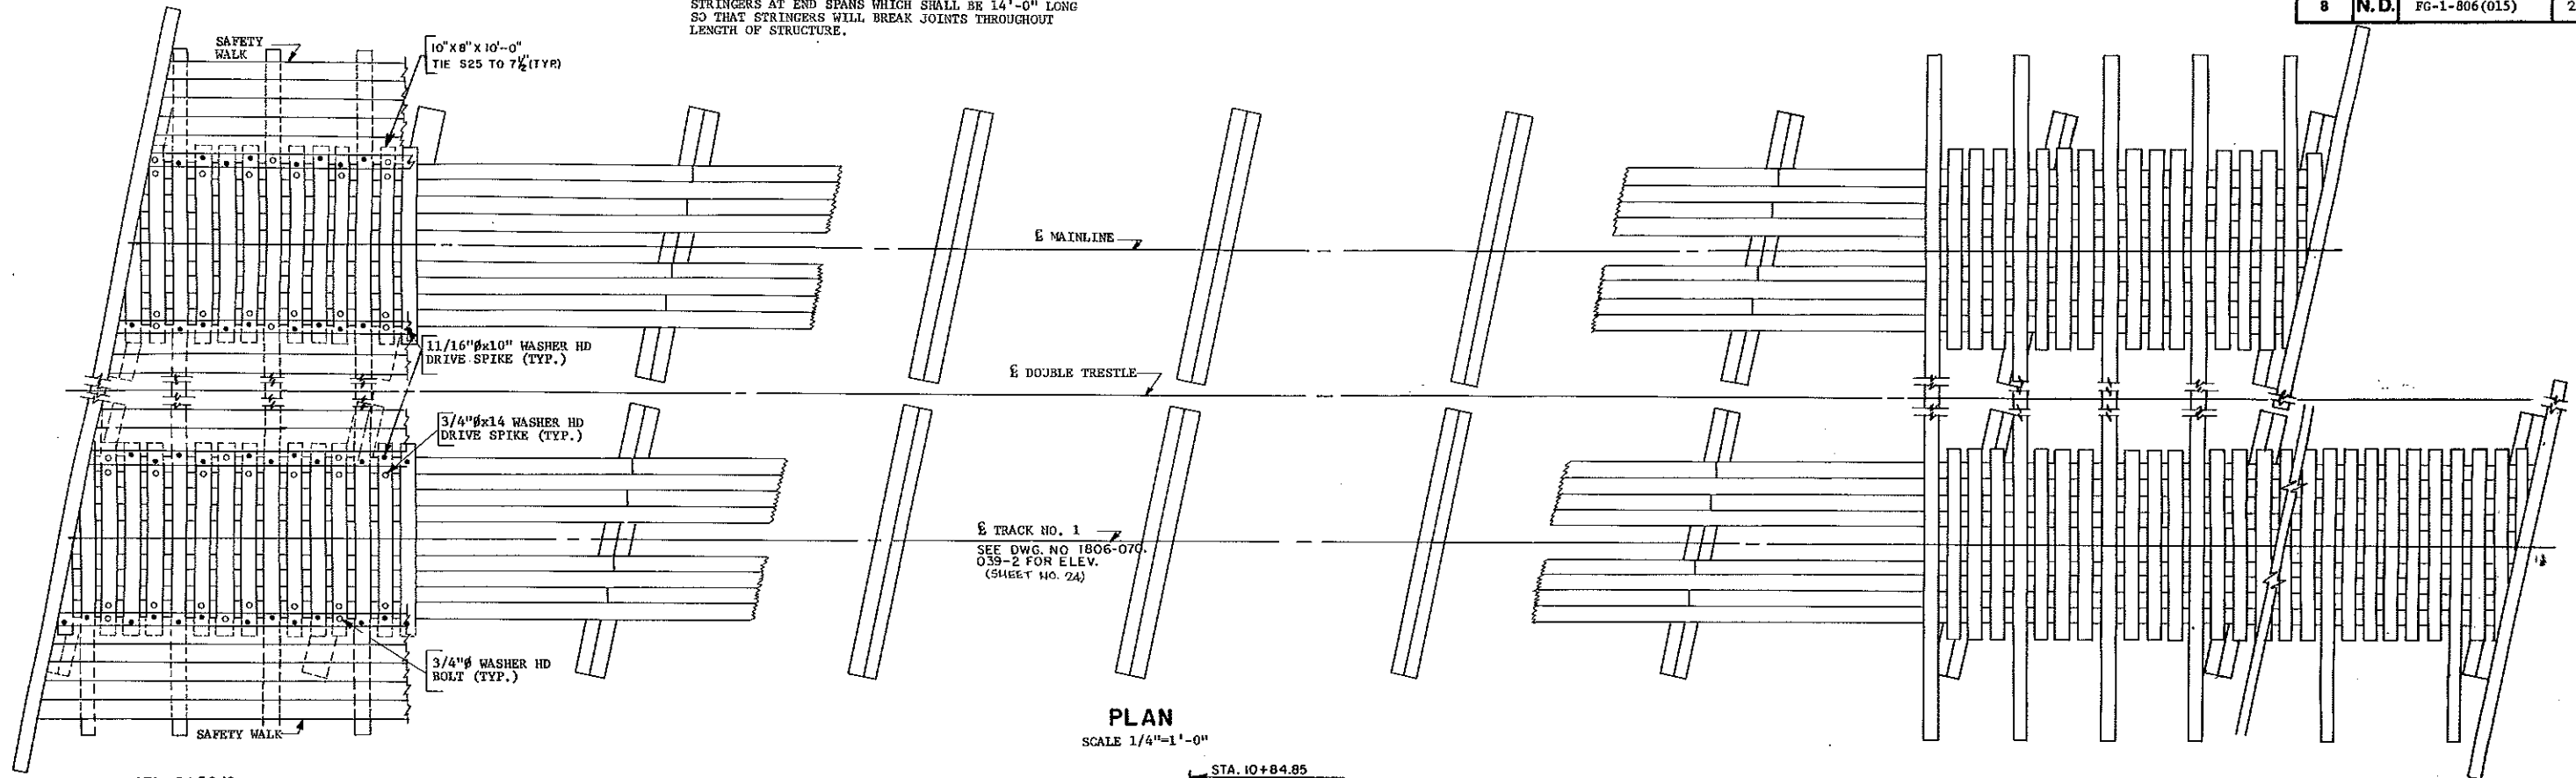 STRINGERS AT END SPANS WHICH SHALL BE 14'-0" LONG
SO THAT STRINGERS WILL BREAK JOINTS THROUGHOUT
LENGTH OF STRUCTURE.
8 N.D. FG-1-806(015) 2
SAFETY
WALK
10"X8"X10'-0"
TIE S2S TO 7½"(TYP.)
℄ MAINLINE
11/16"Øx10" WASHER HD
DRIVE SPIKE (TYP.)
℄ DOUBLE TRESTLE
3/4"Øx14 WASHER HD
DRIVE SPIKE (TYP.)
℄ TRACK NO. 1
SEE DWG. NO 1806-070.
039-2 FOR ELEV.
(SHEET NO. 24)
3/4"Ø WASHER HD
BOLT (TYP.)
SAFETY WALK
PLAN
SCALE 1/4"=1'-0"
STA. 10+84.85